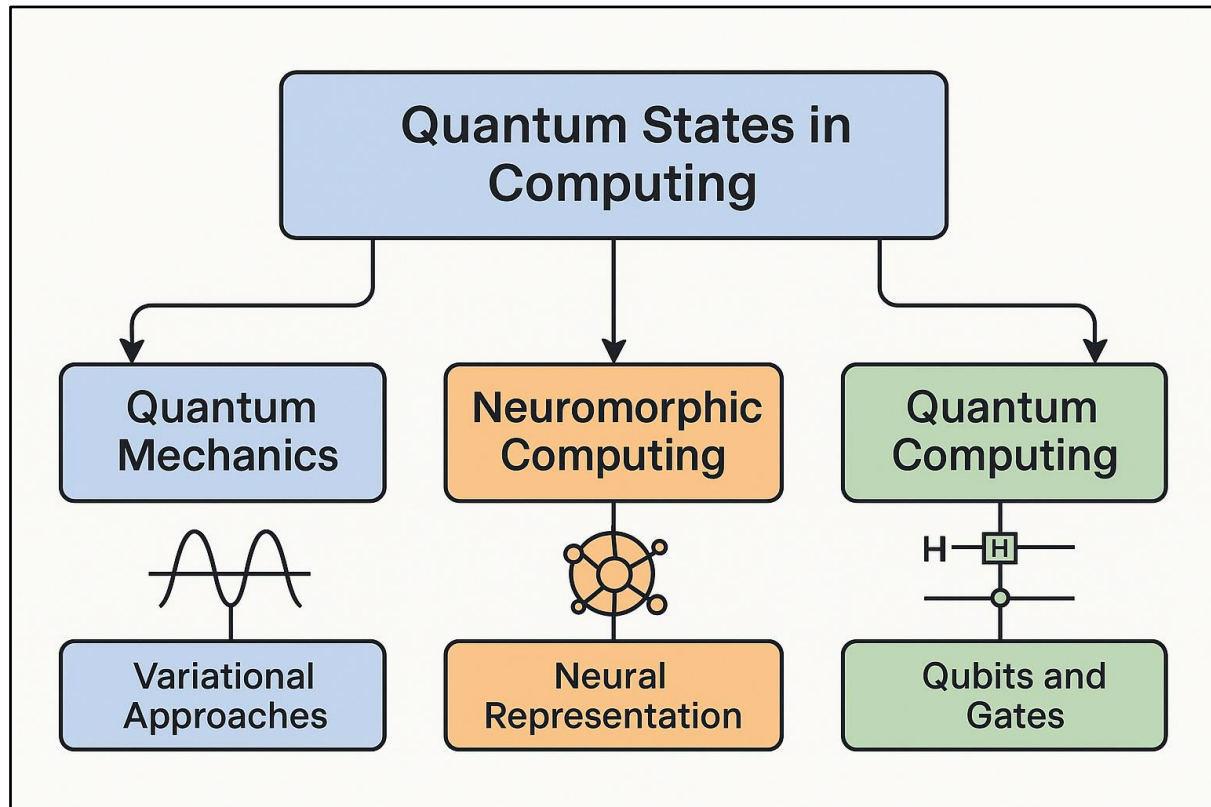 Quantum States in
Computing
Quantum
Mechanics
Neuromorphic
Computing
Quantum
Computing
H
H
Variational
Approaches
Neural
Representation
Qubits and
Gates